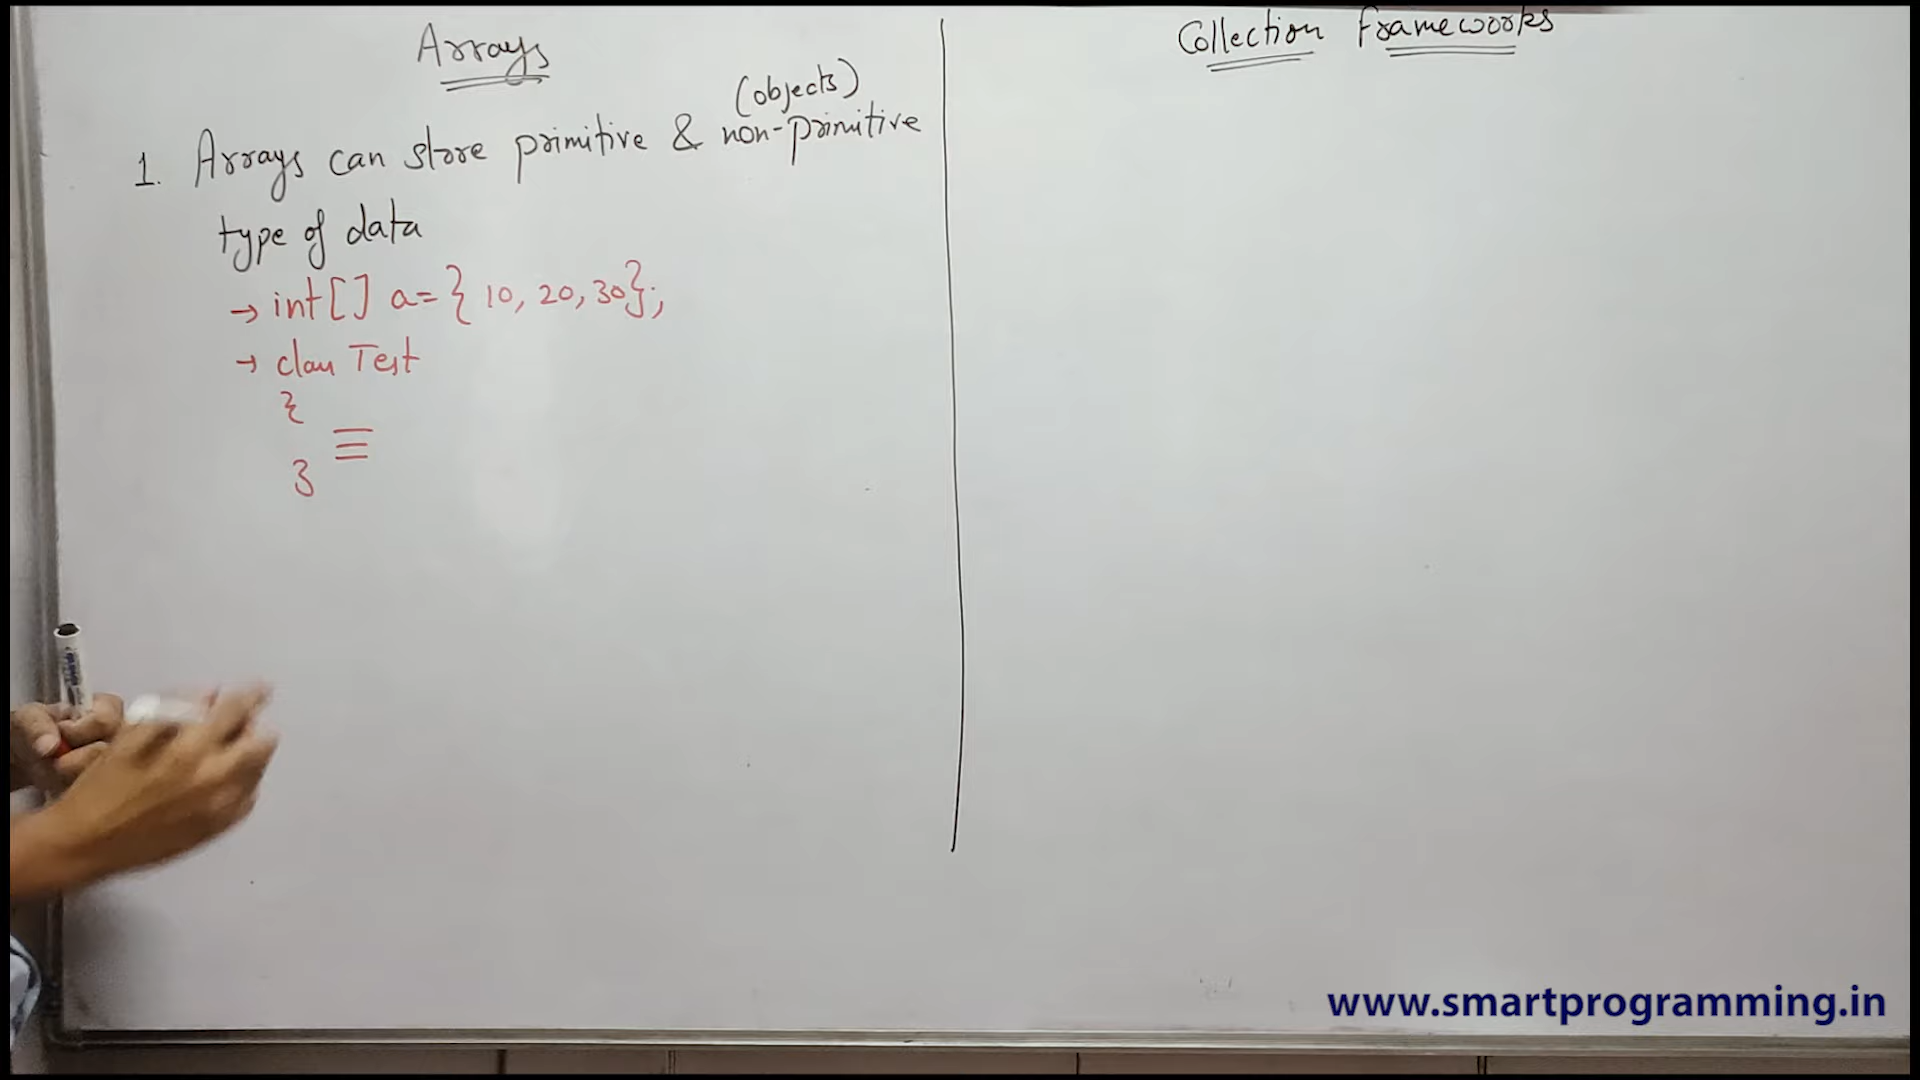 Arrays
Collection Frameworks
(objects)
1. Arrays can store primitive & non-primitive
type of data
→ int[] a={10, 20, 30};
→ class Test
{
}
www.smartprogramming.in